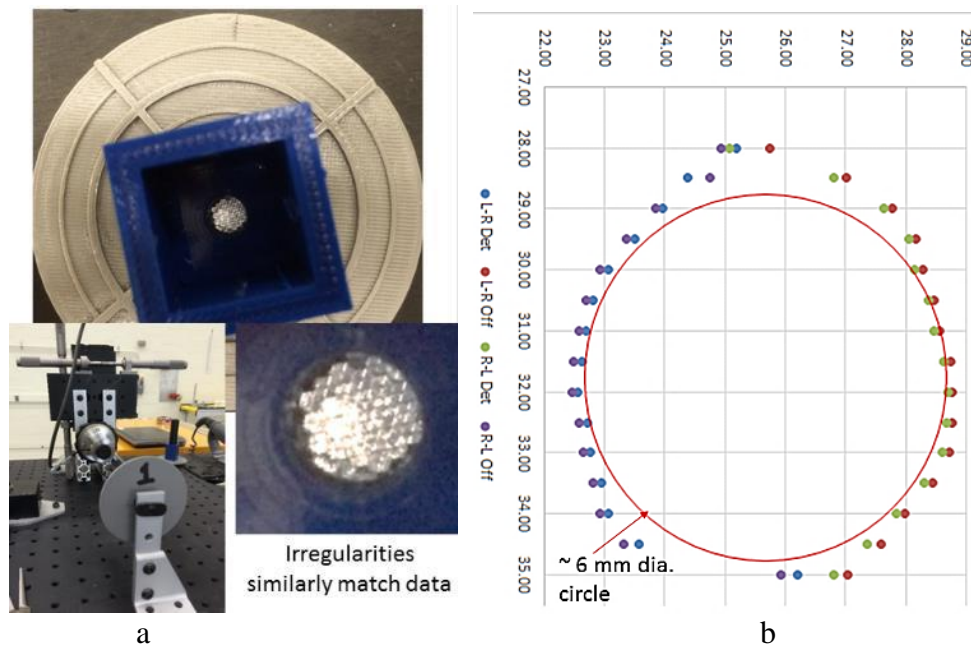 1
Irregularities
similarly match data
a
22.00 23.00 24.00 25.00 26.00 27.00 28.00 29.00
27.00
28.00
29.00
30.00
31.00
32.00
33.00
34.00
35.00
L-R Det L-R Off R-L Det R-L Off
~ 6 mm dia.
circle
b